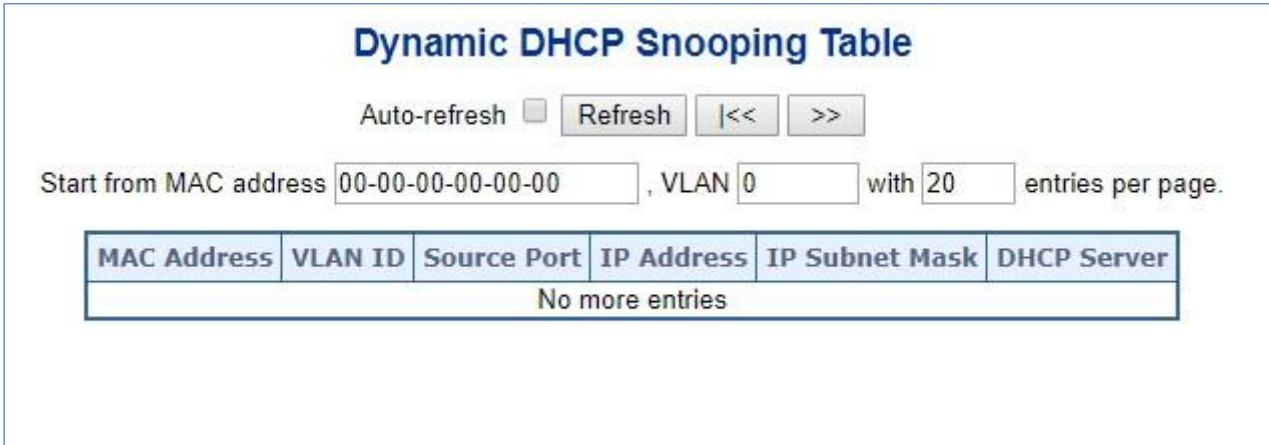 Dynamic DHCP Snooping Table
Auto-refresh Refresh |<< >>
Start from MAC address 00-00-00-00-00-00 , VLAN 0 with 20 entries per page.
MAC Address VLAN ID Source Port IP Address IP Subnet Mask DHCP Server
No more entries